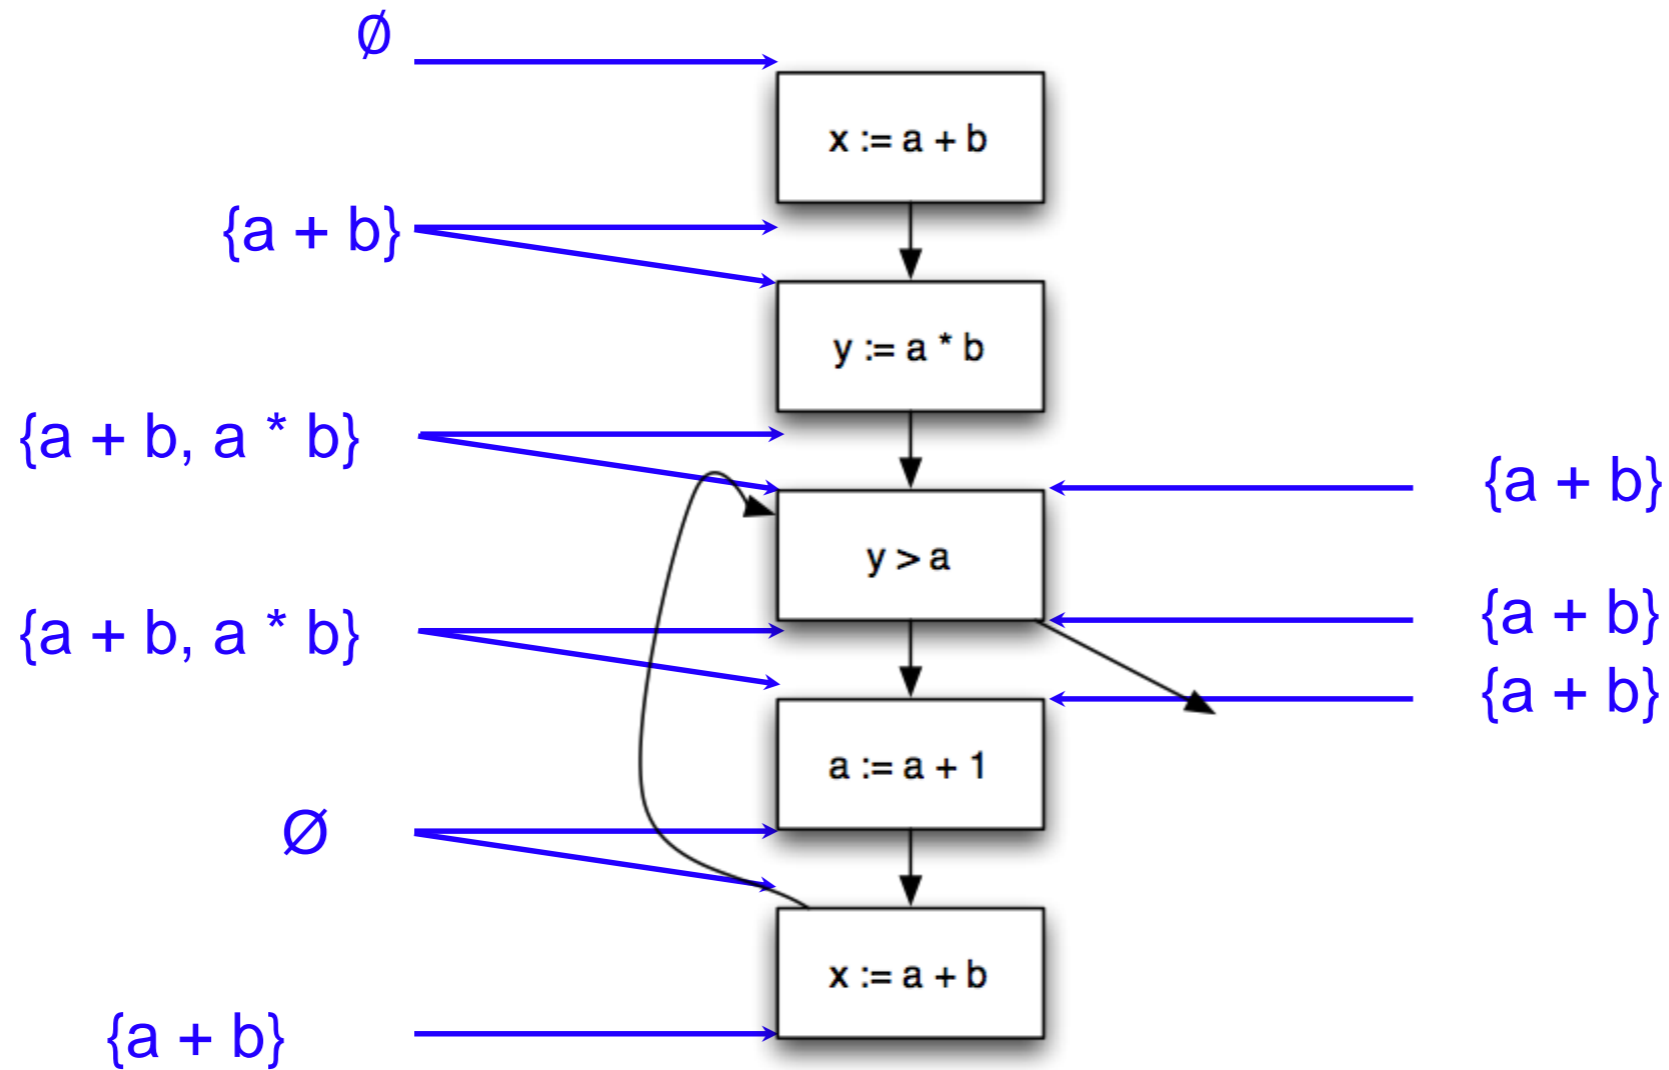 ∅
x := a + b
{a + b}
y := a * b
{a + b, a * b}
{a + b}
y > a
{a + b}
{a + b, a * b}
{a + b}
a := a + 1
∅
x := a + b
{a + b}